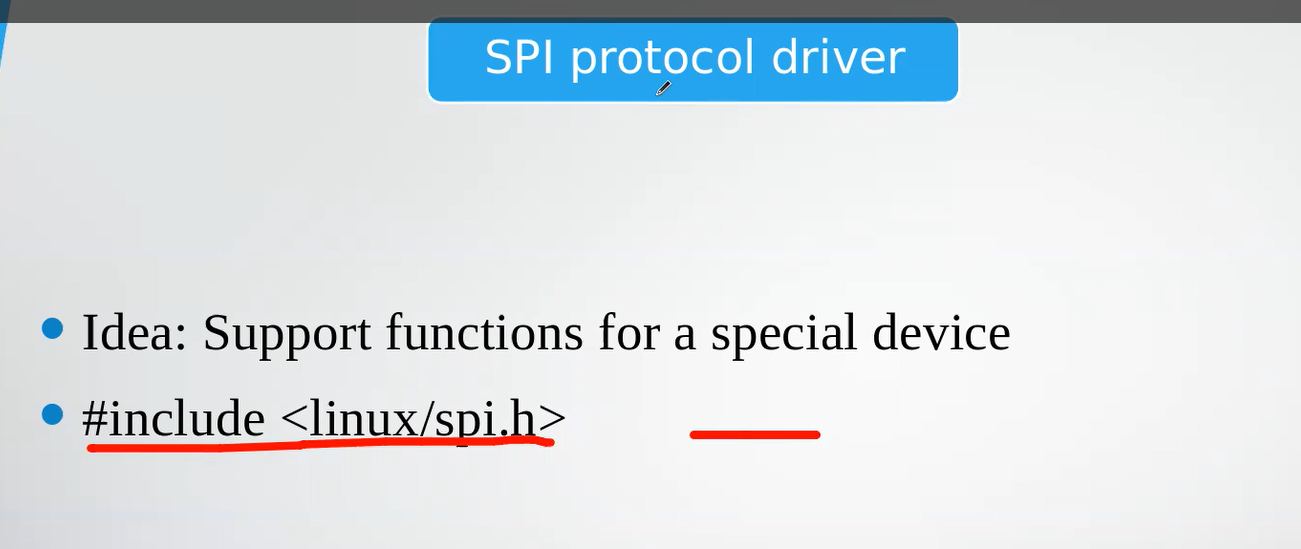 SPI protocol driver
Idea: Support functions for a special device
#include <linux/spi.h>